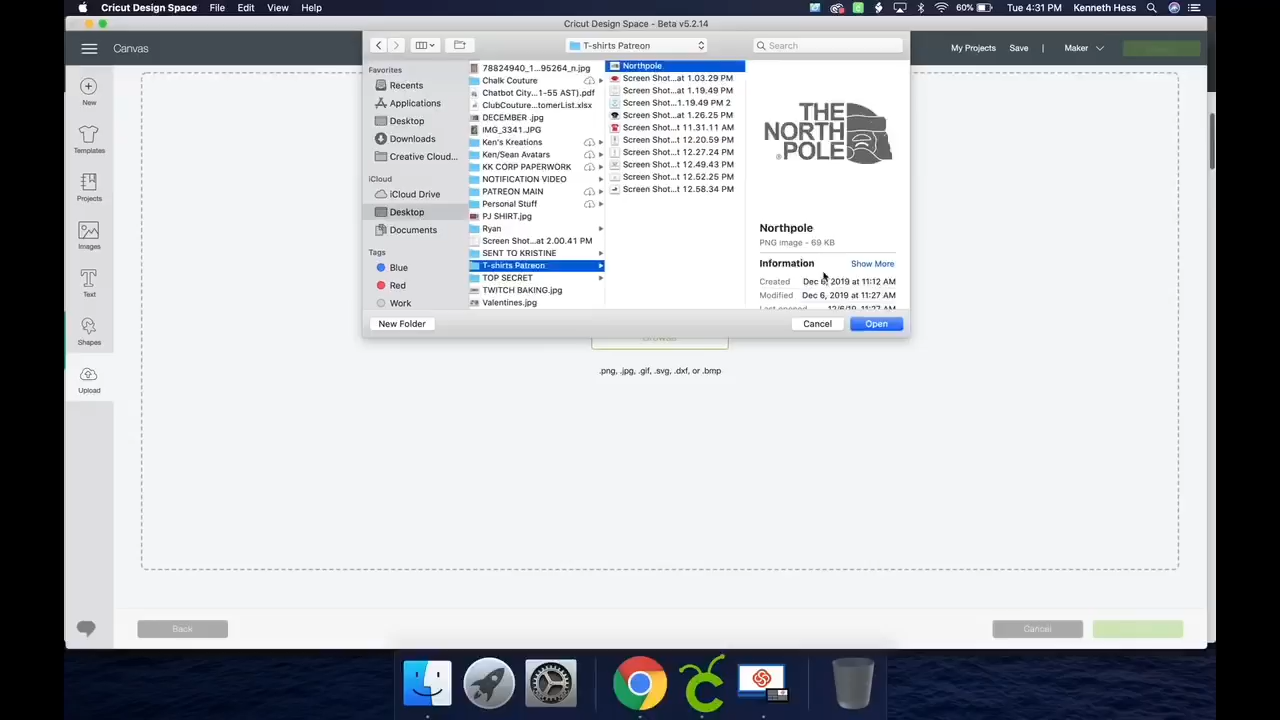 Cricut Design Space File Edit View Help 60% Tue 4:31 PM Kenneth Hess
Cricut Design Space - Beta v5.2.14
Canvas
My Projects Save | Maker
T-shirts Patreon
Search
New
Templates
Projects
Images
Text
Shapes
Upload
Favorites
Recents
Applications
Desktop
Downloads
Creative Cloud...
iCloud
iCloud Drive
Desktop
Documents
Tags
Blue
Red
Work
78824940_1...95264_n.jpg
Chalk Couture
Chatbot City...1-55 AST).pdf
ClubCouture...tomerList.xlsx
DECEMBER .jpg
IMG_3341.JPG
Ken's Kreations
Ken/Sean Avatars
KK CORP PAPERWORK
NOTIFICATION VIDEO
PATREON MAIN
Personal Stuff
PJ SHIRT.jpg
Ryan
Screen Shot...at 2.00.41 PM
SENT TO KRISTINE
T-shirts Patreon
TOP SECRET
TWITCH BAKING.jpg
Valentines.jpg
Northpole
Screen Shot...at 1.03.29 PM
Screen Shot...at 1.19.49 PM
Screen Shot...1.19.49 PM 2
Screen Shot...at 1.26.25 PM
Screen Shot...t 11.31.11 AM
Screen Shot...t 12.20.59 PM
Screen Shot...t 12.27.24 PM
Screen Shot...t 12.49.43 PM
Screen Shot...t 12.52.25 PM
Screen Shot...t 12.58.34 PM
THE
NORTH
POLE
Northpole
PNG image - 69 KB
Information Show More
Created Dec 6, 2019 at 11:12 AM
Modified Dec 6, 2019 at 11:27 AM
Last opened 12/6/19, 11:27 AM
New Folder Cancel Open
.png, .jpg, .gif, .svg, .dxf, or .bmp
Back Cancel